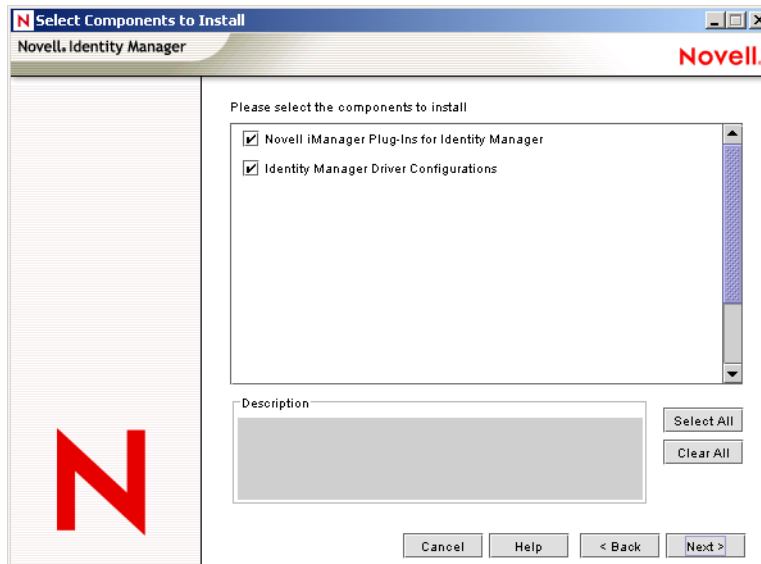 N Select Components to Install
Novell. Identity Manager
Novell.
Please select the components to install
Novell iManager Plug-Ins for Identity Manager
Identity Manager Driver Configurations
Description
Select All
Clear All
N
Cancel Help < Back Next >